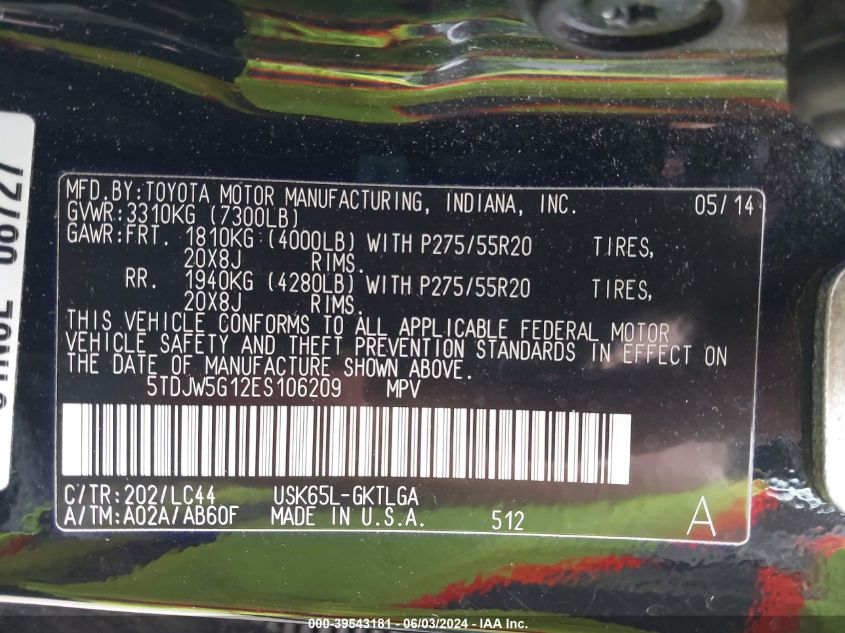 MFD.BY:TOYOTA MOTOR MANUFACTURING, INDIANA, INC. 05/14
GVWR:3310KG (7300LB)
GAWR:FRT. 1810KG (4000LB) WITH P275/55R20 TIRES,
20X8J RIMS.
RR. 1940KG (4280LB) WITH P275/55R20 TIRES,
20X8J RIMS.
THIS VEHICLE CONFORMS TO ALL APPLICABLE FEDERAL MOTOR
VEHICLE SAFETY AND THEFT PREVENTION STANDARDS IN EFFECT ON
THE DATE OF MANUFACTURE SHOWN ABOVE.
5TDJW5G12ES106209 MPV
C/TR:202/LC44 USK65L-GKTLGA
A/TM:A02A/AB60F MADE IN U.S.A. 512 A
000-39543181 - 06/03/2024 - IAA Inc.